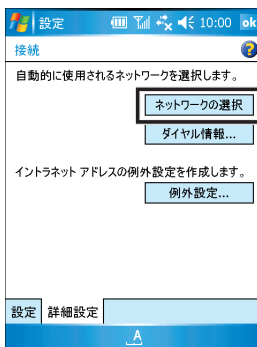 設定 10:00 ok
接続
自動的に使用されるネットワークを選択します。
ネットワークの選択
ダイヤル情報...
イントラネット アドレスの例外設定を作成します。
例外設定...
設定 詳細設定
A